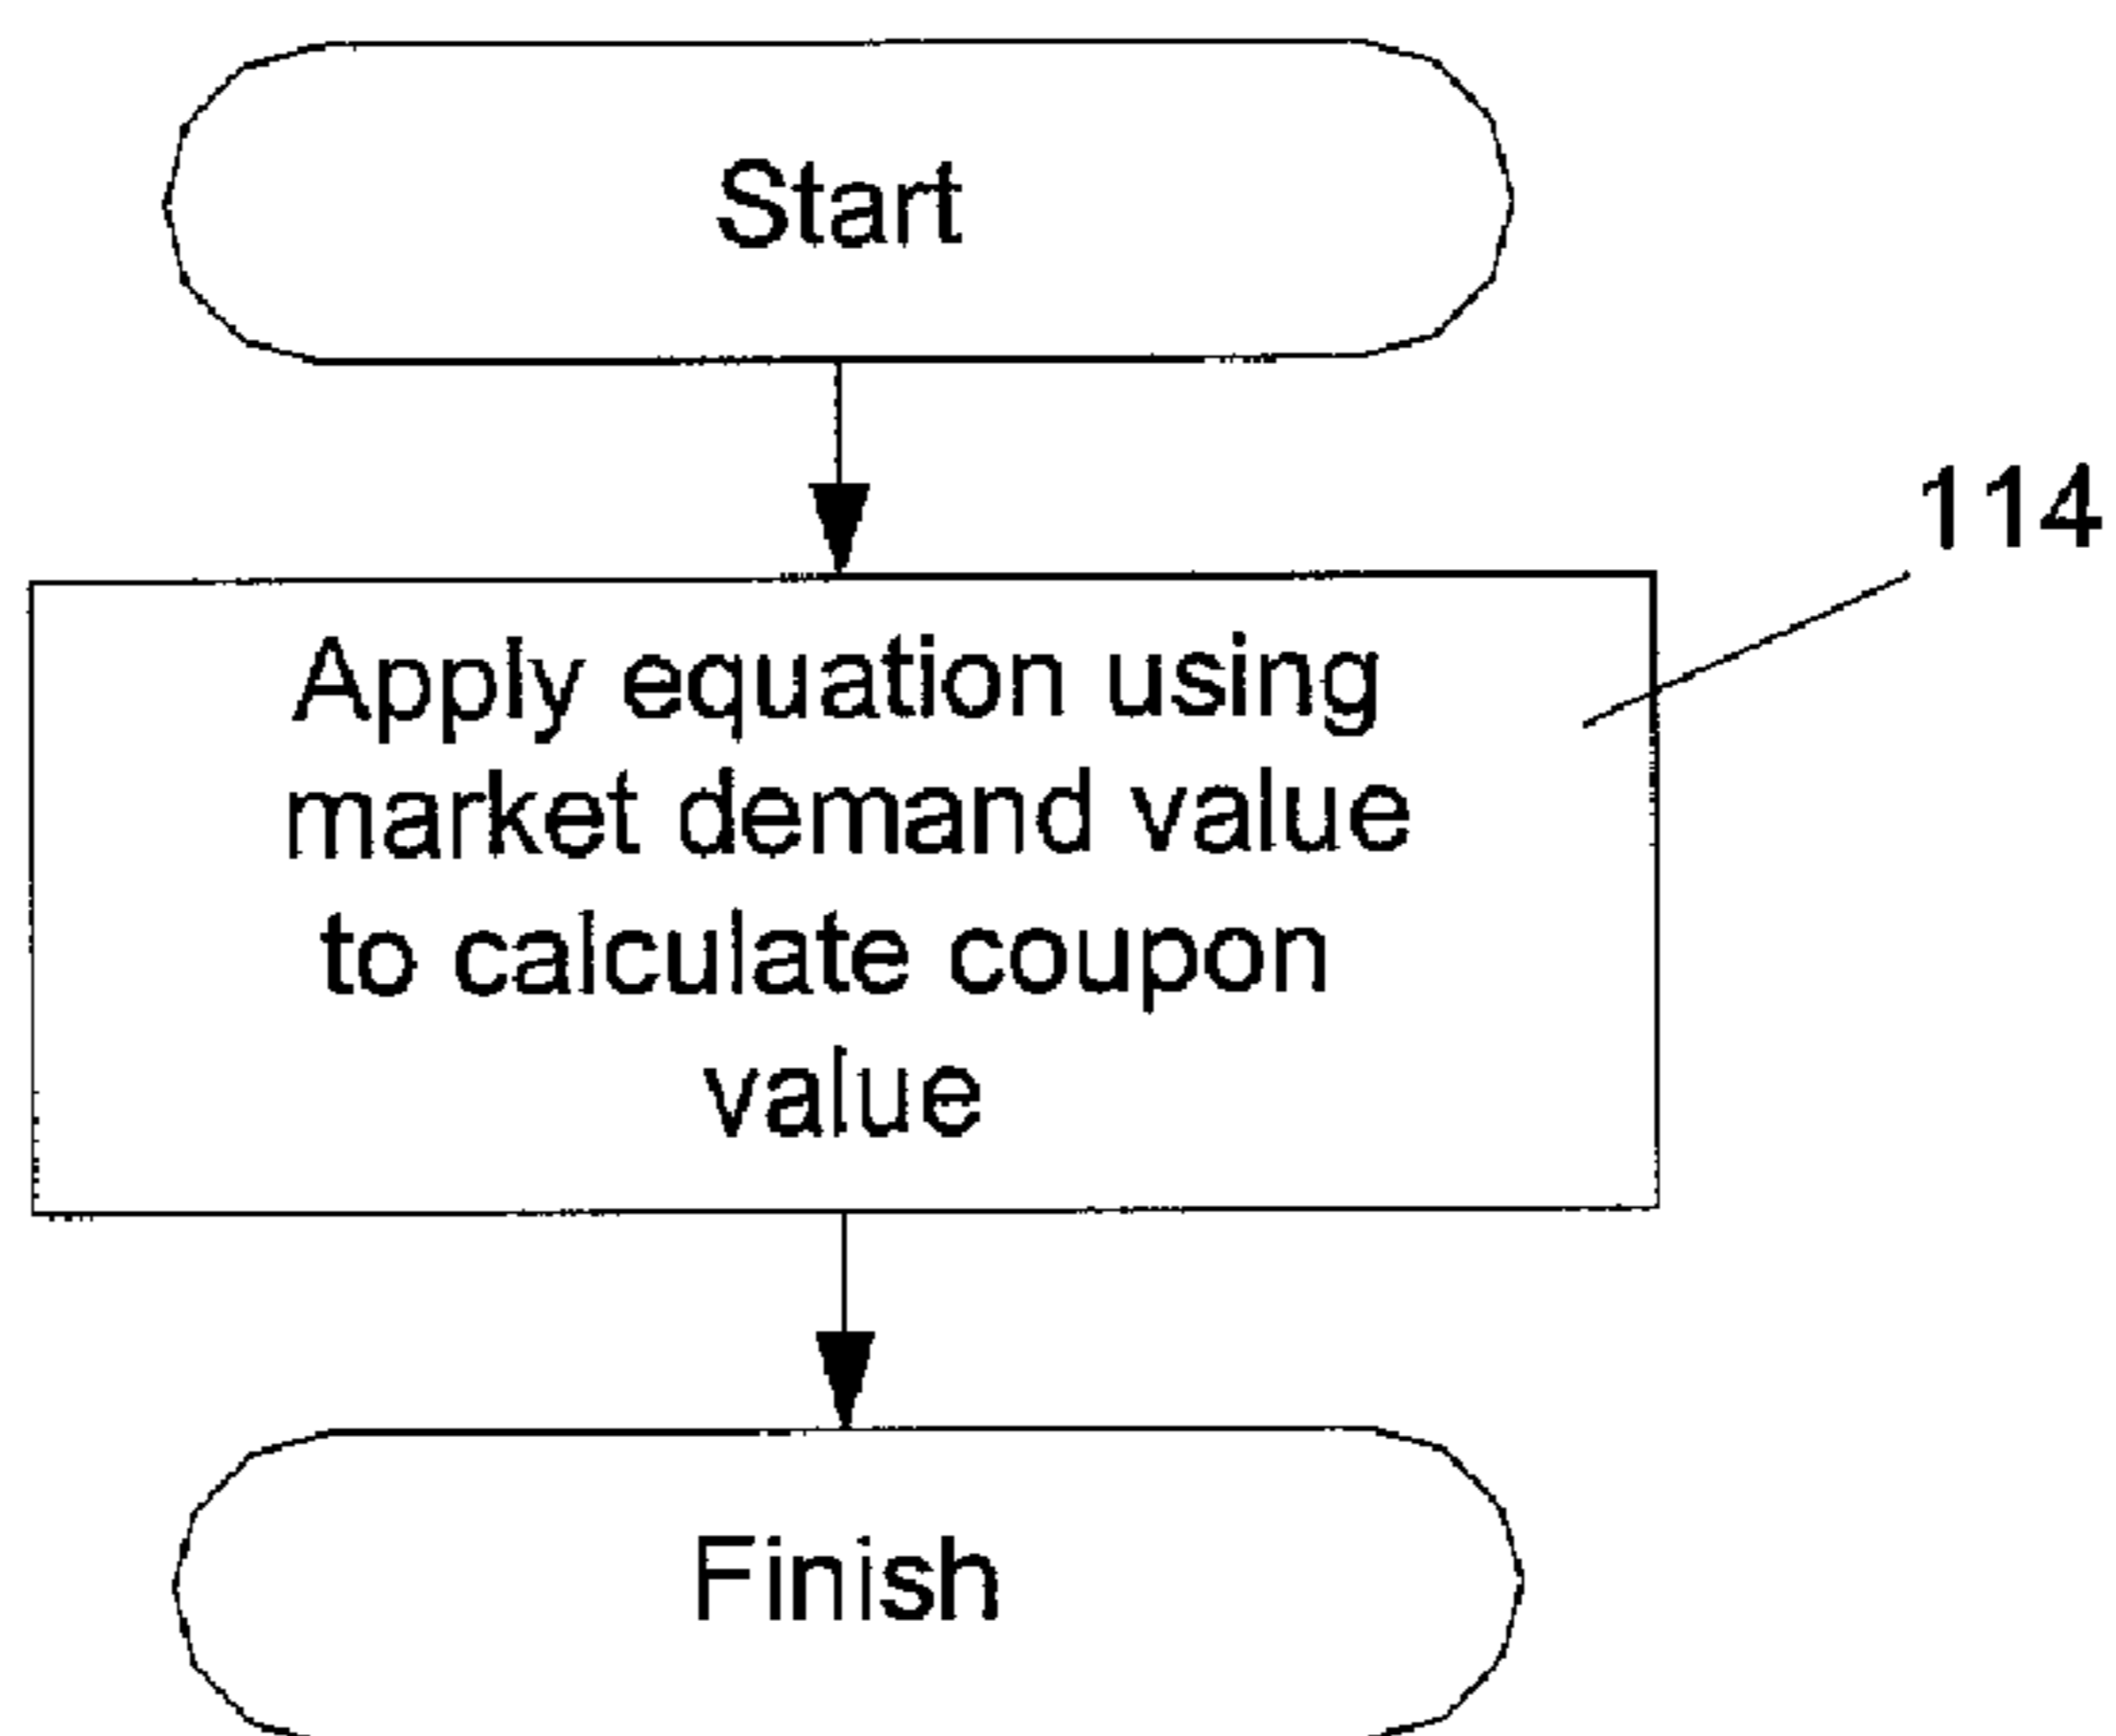 Start
114
Apply equation using
market demand value
to calculate coupon
value
Finish